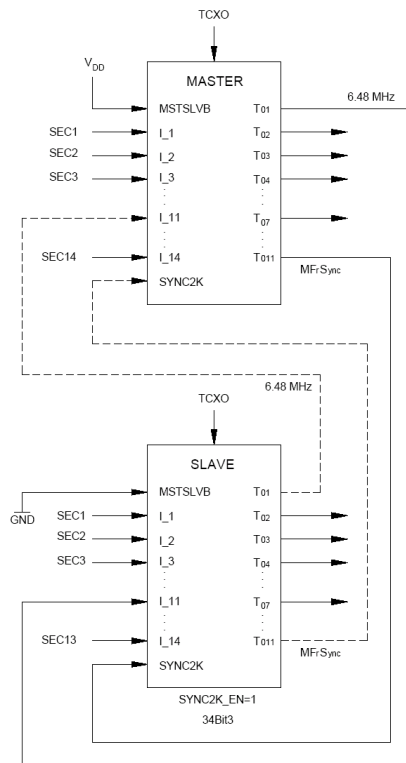 TCXO
V DD
MASTER
MSTSLVB T01 6.48 MHz
SEC1 I_1 T02
SEC2 I_2 T03
SEC3 I_3 T04
I_11 T07
SEC14 I_14 T011
SYNC2K MFrSync
6.48 MHz
TCXO
SLAVE
MSTSLVB T01
GND
SEC1 I_1 T02
SEC2 I_2 T03
SEC3 I_3 T04
I_11 T07
SEC13 I_14 T011
SYNC2K MFrSync
SYNC2K_EN=1
34Bit3